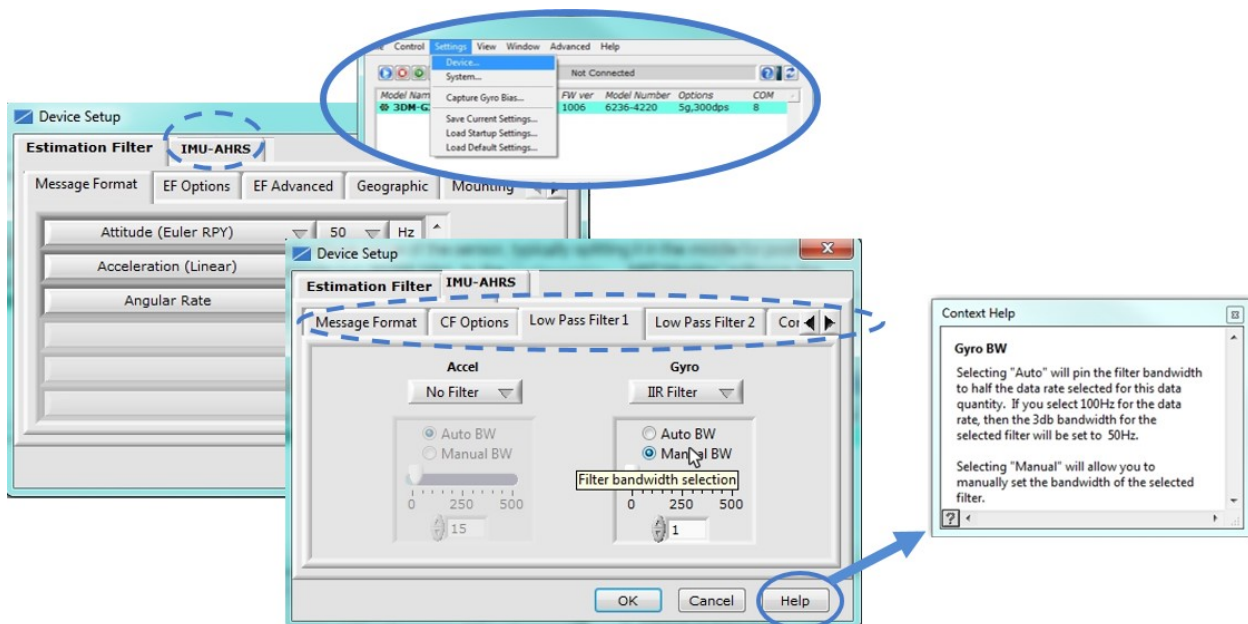 Control Settings View Window Advanced Help
Device...
System...
Capture Gyro Bias...
Save Current Settings...
Load Startup Settings...
Load Default Settings...
Not Connected
Model Nam FW ver Model Number Options COM
3DM-G 1006 6236-4220 5g,300dps 8
Device Setup
Estimation Filter IMU-AHRS
Message Format EF Options EF Advanced Geographic Mounting
Attitude (Euler RPY) 50 Hz
Acceleration (Linear)
Angular Rate
Device Setup
Estimation Filter IMU-AHRS
Message Format CF Options Low Pass Filter 1 Low Pass Filter 2
Accel
No Filter
Auto BW
Manual BW
0 250 500
15
Gyro
IIR Filter
Auto BW
Manual BW
Filter bandwidth selection
0 250 500
1
OK Cancel Help
Context Help
Gyro BW
Selecting "Auto" will pin the filter bandwidth
to half the data rate selected for this data
quantity. If you select 100Hz for the data
rate, then the 3db bandwidth for the
selected filter will be set to 50Hz.
Selecting "Manual" will allow you to
manually set the bandwidth of the selected
filter.
?